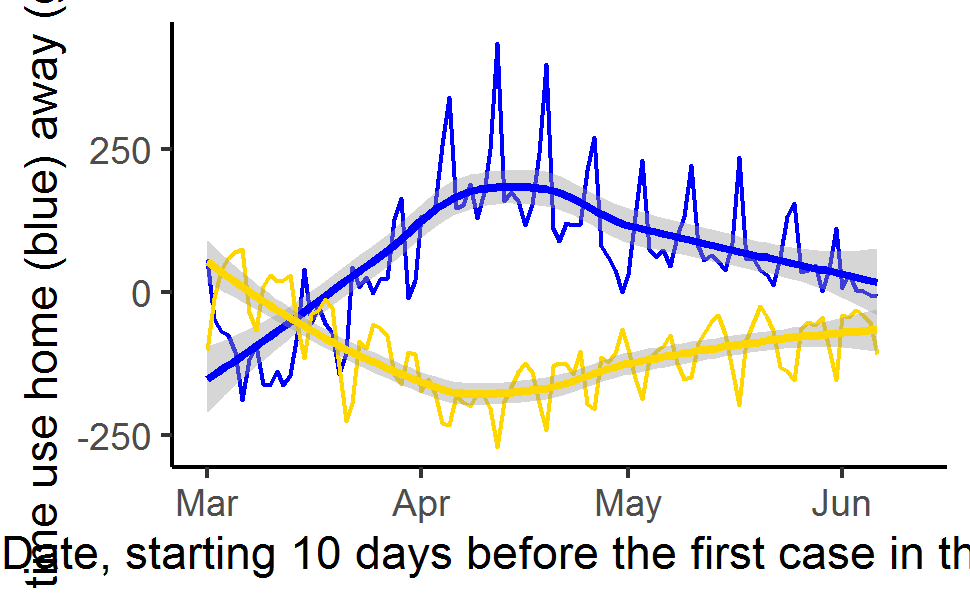 time use home (blue) away (
250
0
-250
Mar Apr May Jun
Date, starting 10 days before the first case in th